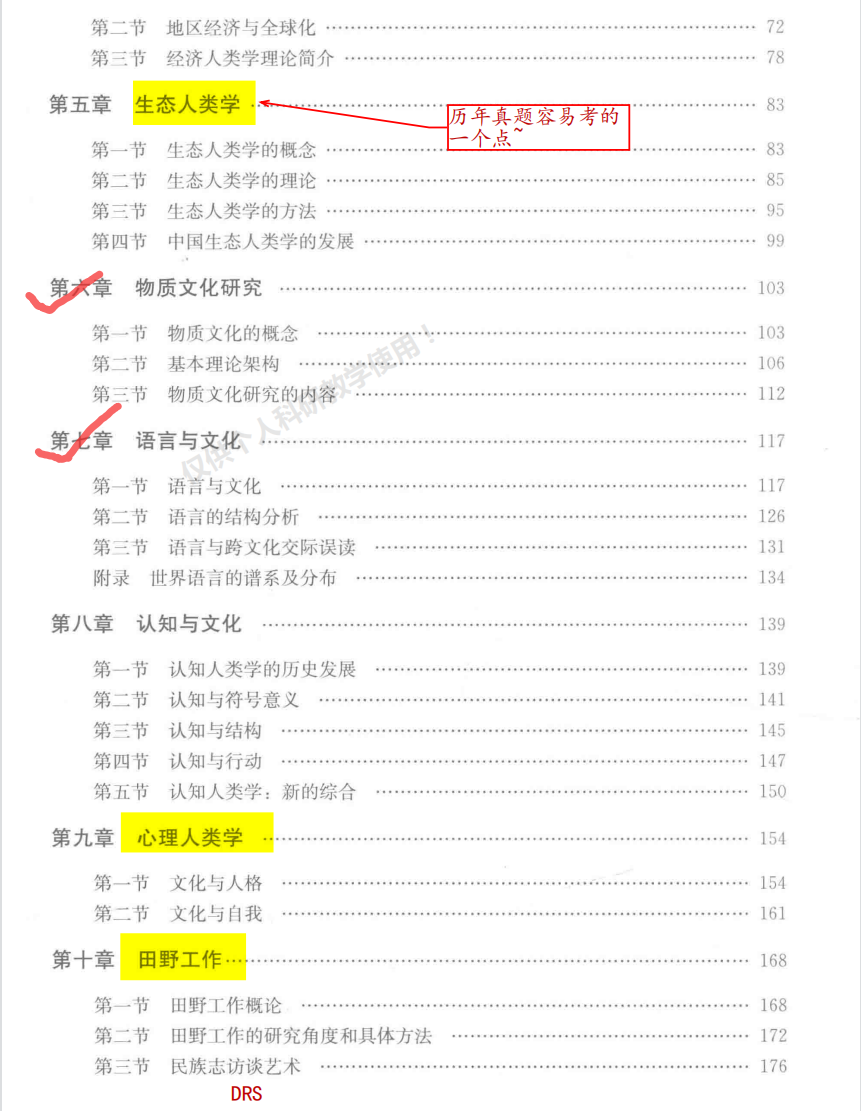 第二节 地区经济与全球化 …… 72
第三节 经济人类学理论简介 …… 78
第五章 生态人类学 …… 83
历年真题容易考的
一个点~
第一节 生态人类学的概念 …… 83
第二节 生态人类学的理论 …… 85
第三节 生态人类学的方法 …… 95
第四节 中国生态人类学的发展 …… 99
第六章 物质文化研究 …… 103
第一节 物质文化的概念 …… 103
第二节 基本理论架构 …… 106
第三节 物质文化研究的内容 …… 112
仅供个人科研教学使用！
第七章 语言与文化 …… 117
第一节 语言与文化 …… 117
第二节 语言的结构分析 …… 126
第三节 语言与跨文化交际误读 …… 131
附录 世界语言的谱系及分布 …… 134
第八章 认知与文化 …… 139
第一节 认知人类学的历史发展 …… 139
第二节 认知与符号意义 …… 141
第三节 认知与结构 …… 145
第四节 认知与行动 …… 147
第五节 认知人类学：新的综合 …… 150
第九章 心理人类学 …… 154
第一节 文化与人格 …… 154
第二节 文化与自我 …… 161
第十章 田野工作 …… 168
第一节 田野工作概论 …… 168
第二节 田野工作的研究角度和具体方法 …… 172
第三节 民族志访谈艺术 …… 176
DRS